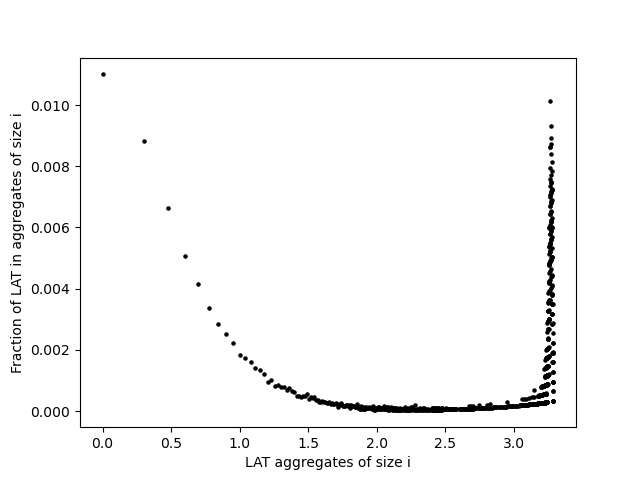 Fraction of LAT in aggregates of size i
0.010
0.008
0.006
0.004
0.002
0.000
0.0 0.5 1.0 1.5 2.0 2.5 3.0
LAT aggregates of size i